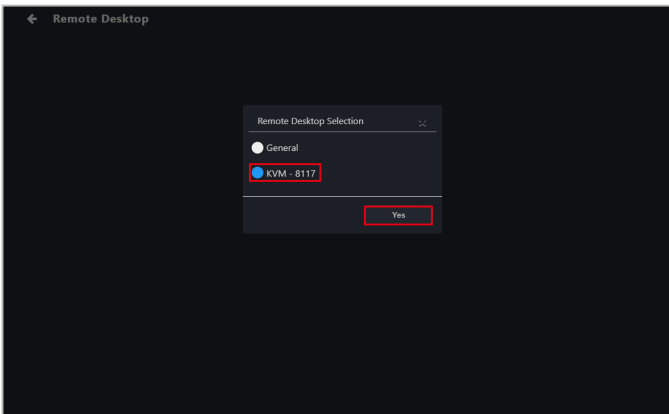 Remote Desktop
Remote Desktop Selection
General
KVM - 8117
Yes